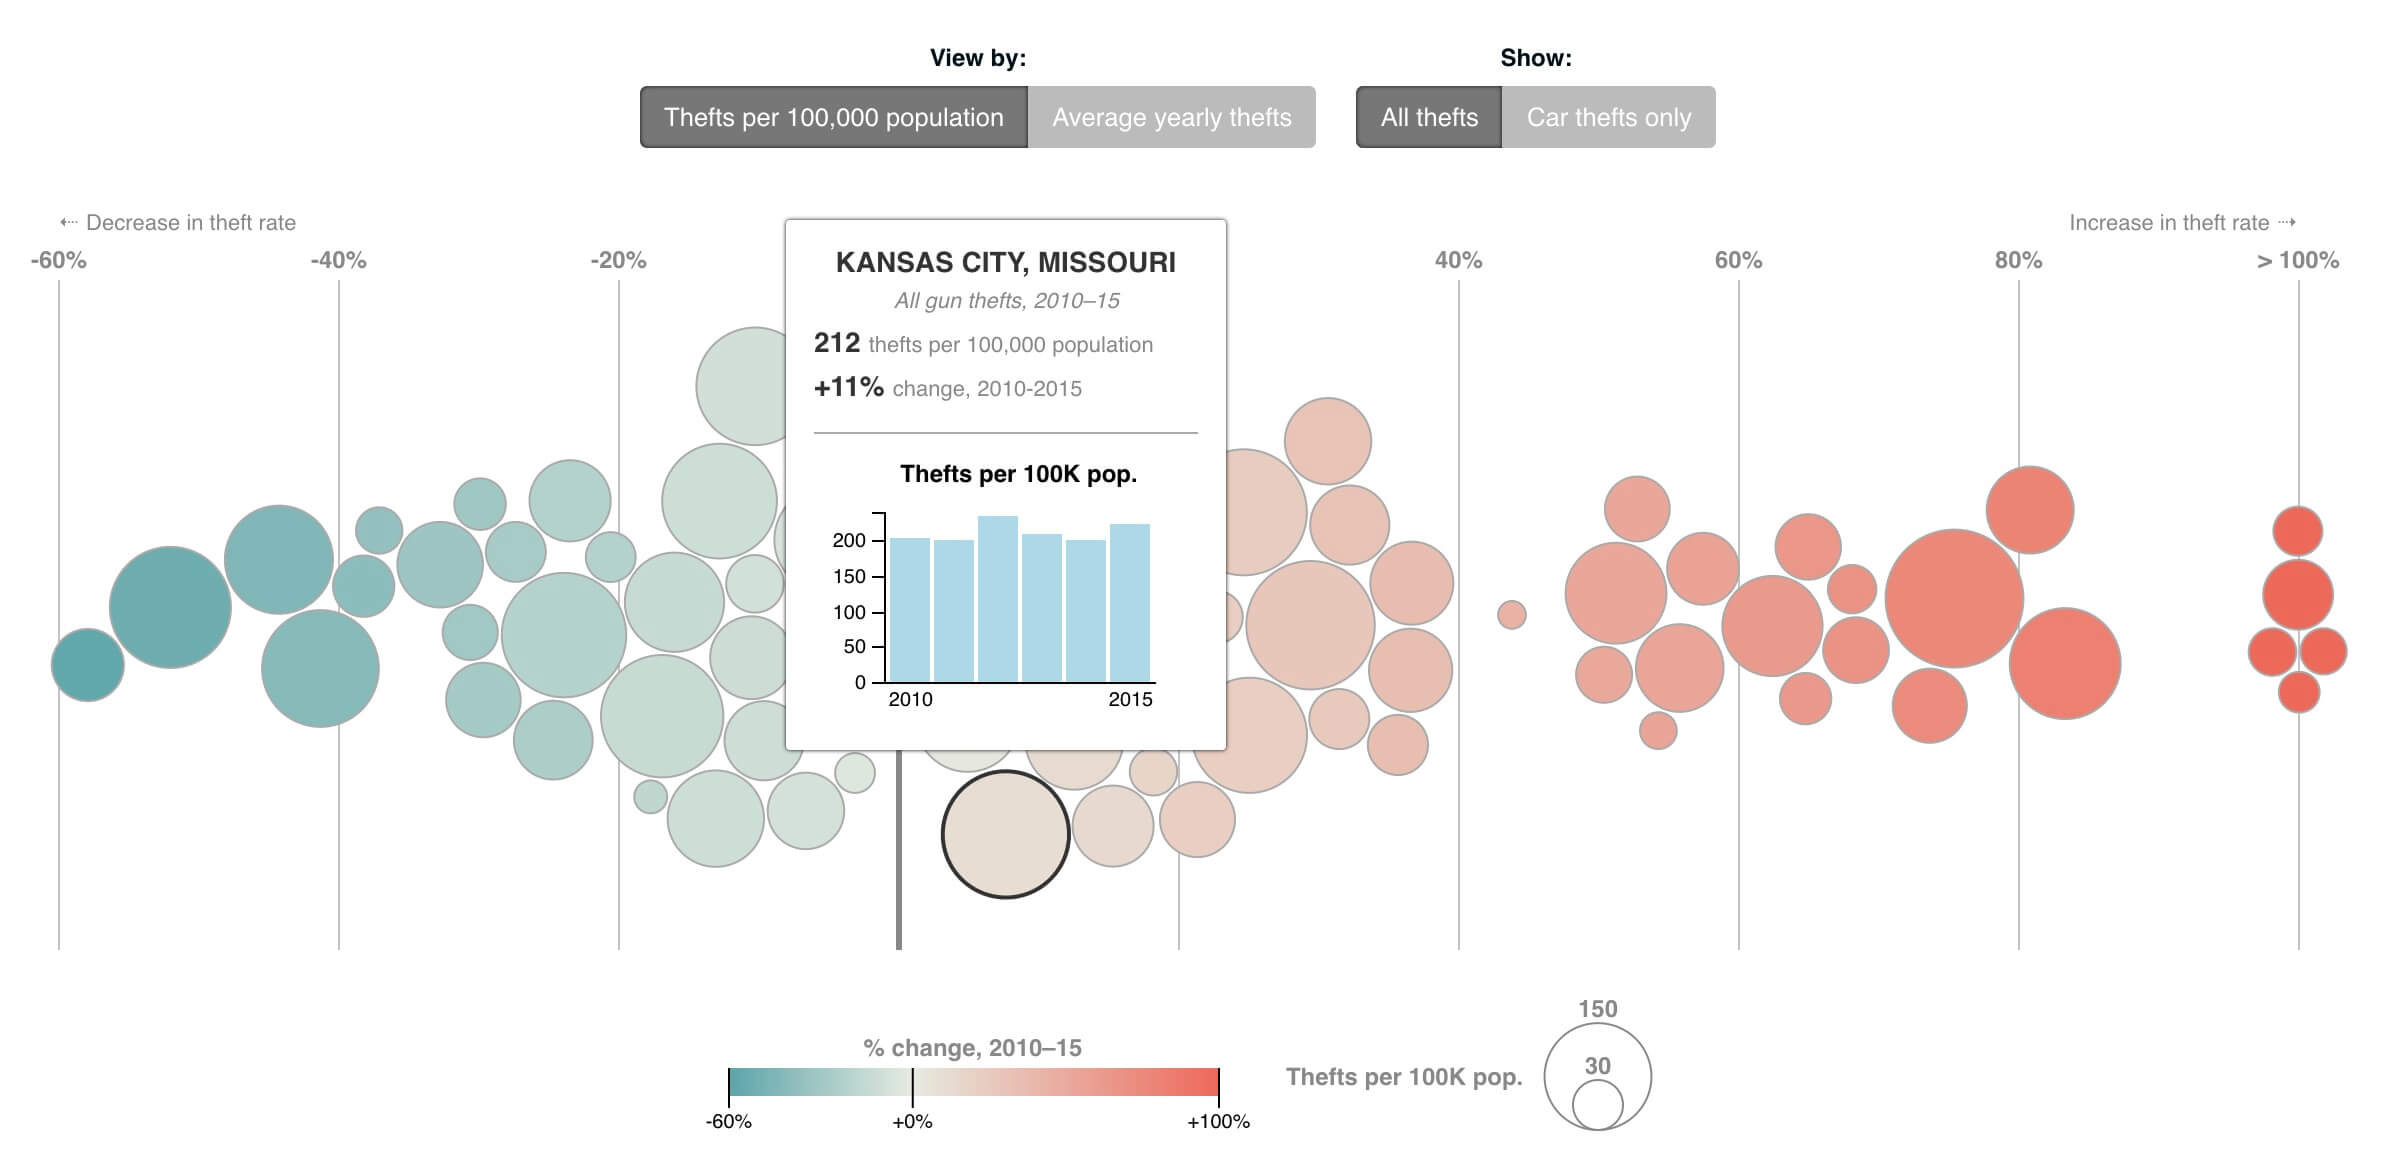 View by:
Show:
Thefts per 100,000 population
Average yearly thefts
All thefts
Car thefts only
Decrease in theft rate
Increase in theft rate
-60%
-40%
-20%
40%
60%
80%
> 100%
KANSAS CITY, MISSOURI
All gun thefts, 2010–15
212 thefts per 100,000 population
+11% change, 2010-2015
Thefts per 100K pop.
200
150
100
50
0
2010
2015
% change, 2010–15
-60%
+0%
+100%
Thefts per 100K pop.
150
30